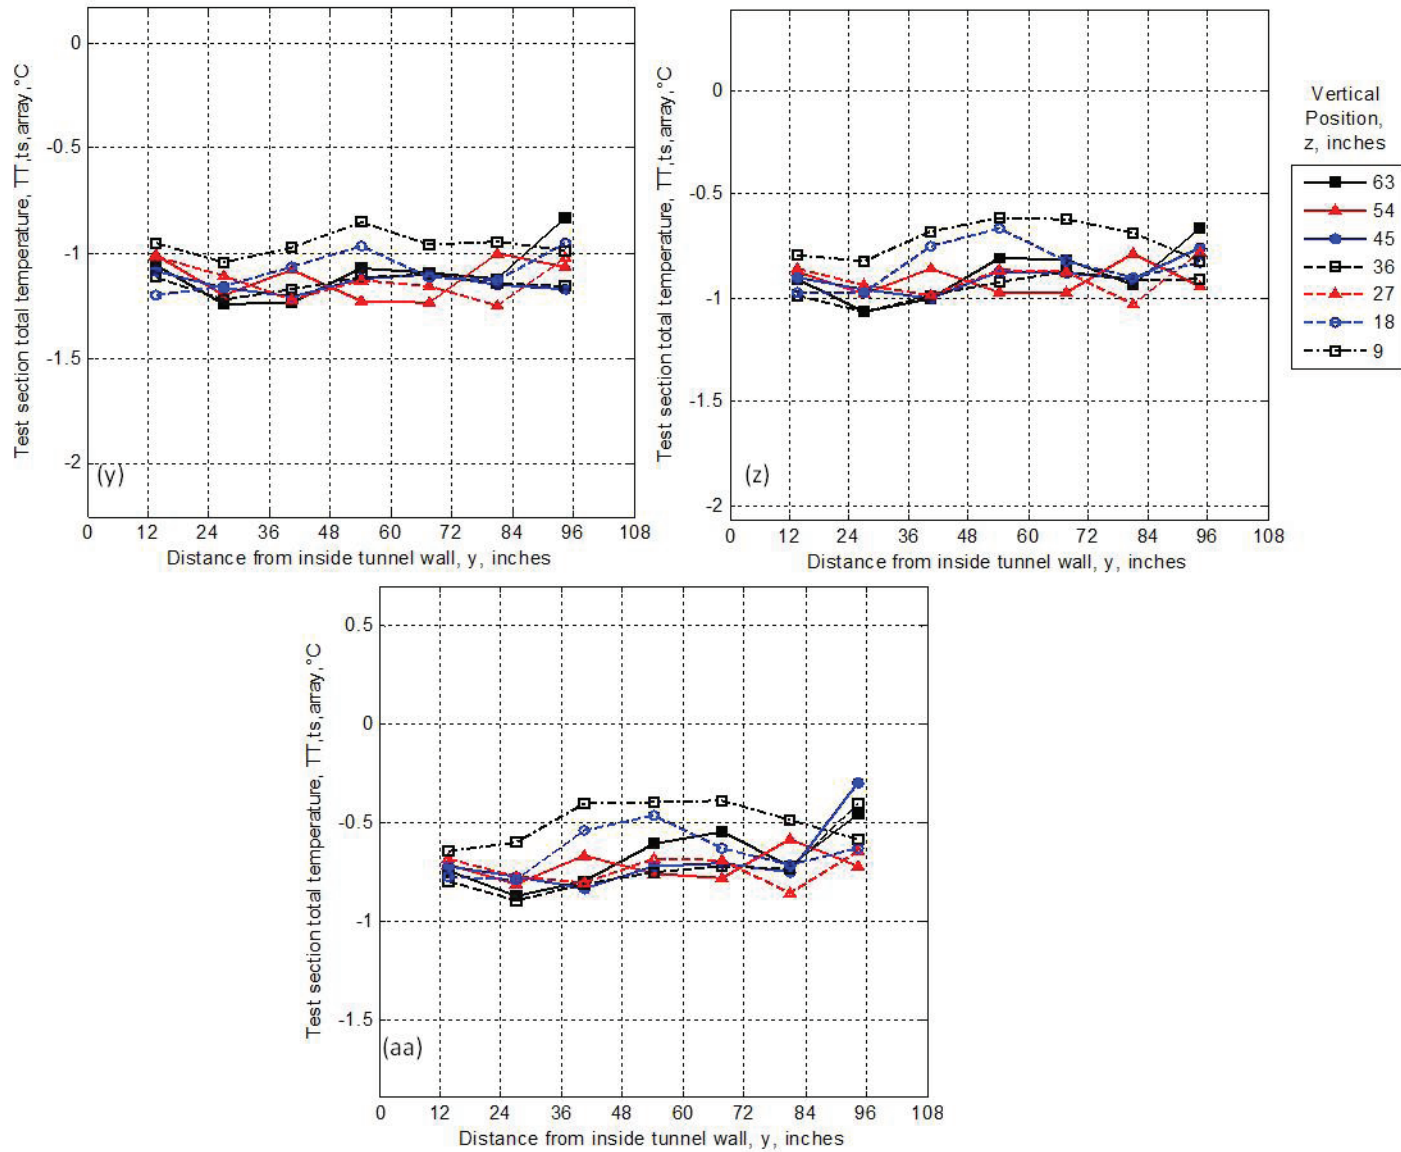 Test section total temperature, TT,ts,array,°C
0
-0.5
-1
-1.5
-2
(y)
0 12 24 36 48 60 72 84 96 108
Distance from inside tunnel wall, y, inches
Test section total temperature, TT,ts,array,°C
0
-0.5
-1
-1.5
-2
(z)
0 12 24 36 48 60 72 84 96 108
Distance from inside tunnel wall, y, inches
Vertical
Position,
z, inches
63
54
45
36
27
18
9
Test section total temperature, TT,ts,array,°C
0.5
0
-0.5
-1
-1.5
(aa)
0 12 24 36 48 60 72 84 96 108
Distance from inside tunnel wall, y, inches